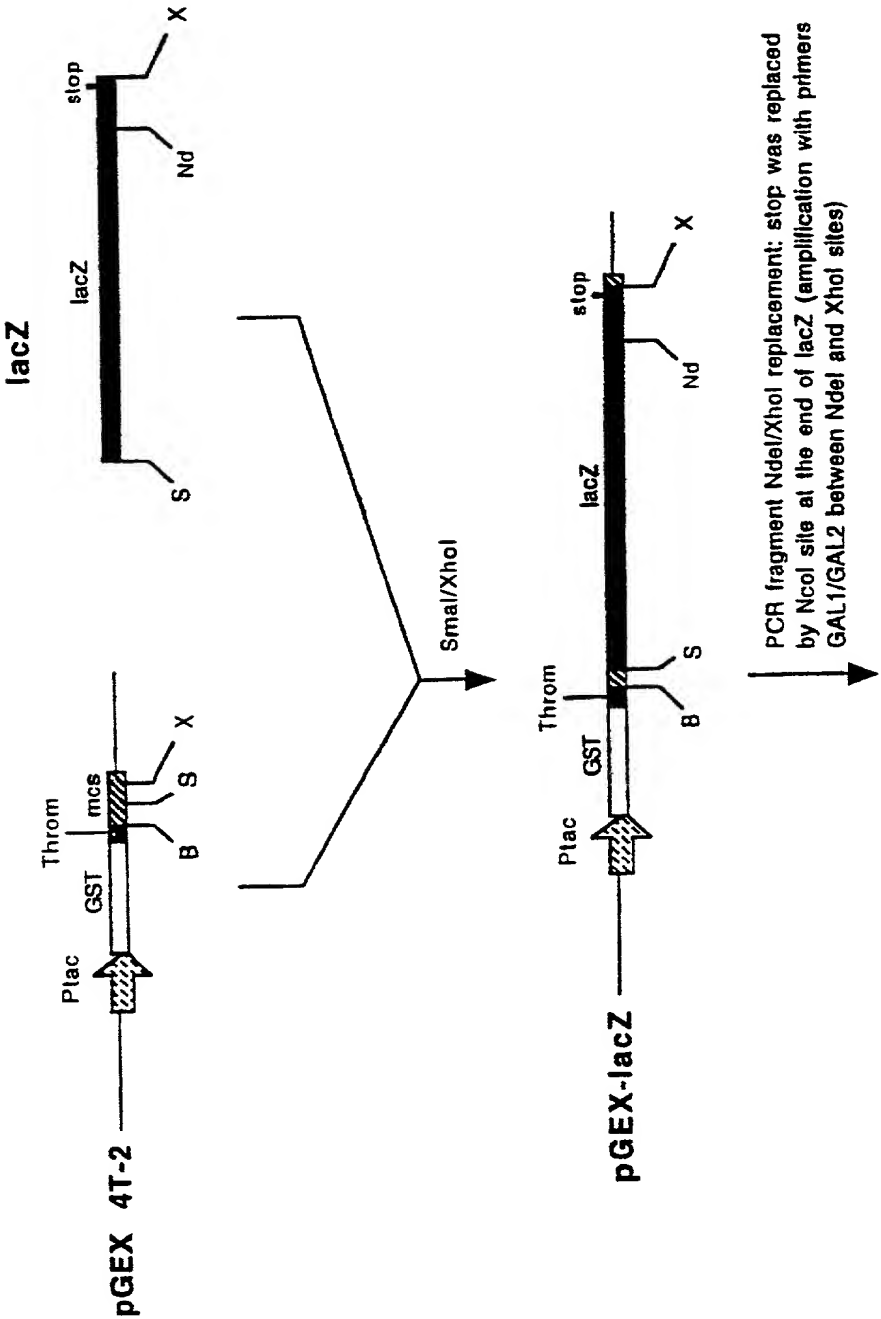 lacZ
stop
lacZ
S
Nd
X
pGEX 4T-2
Ptac
GST
Throm
mcs
B
S
X
SmaI/XhoI
pGEX-lacZ
Ptac
GST
Throm
lacZ
stop
B
S
Nd
X
PCR fragment NdeI/XhoI replacement: stop was replaced
by NcoI site at the end of lacZ (amplification with primers
GAL1/GAL2 between NdeI and XhoI sites)